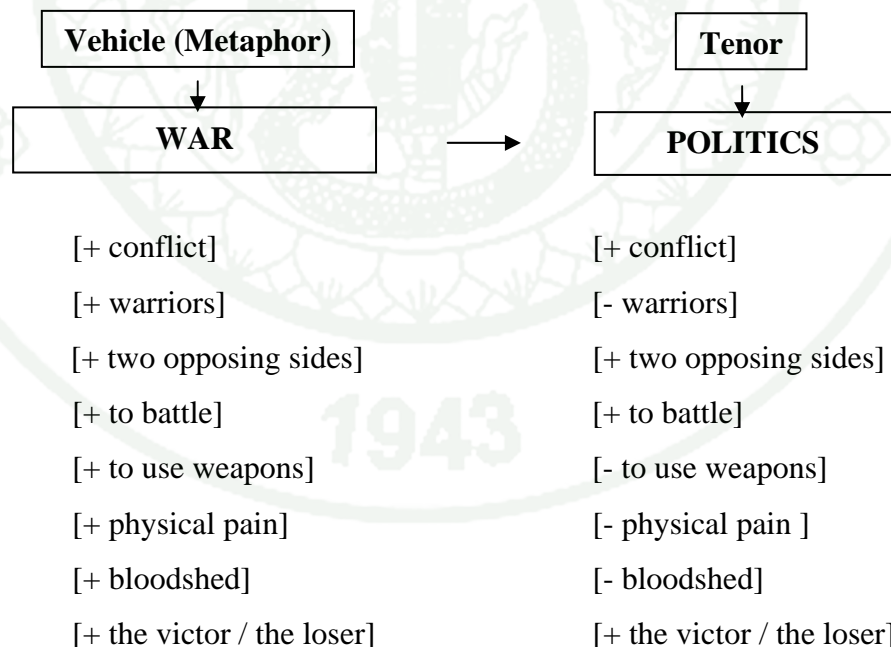 Vehicle (Metaphor) Tenor
WAR POLITICS
[+ conflict] [+ conflict]
[+ warriors] [- warriors]
[+ two opposing sides] [+ two opposing sides]
[+ to battle] [+ to battle]
[+ to use weapons] [- to use weapons]
[+ physical pain] [- physical pain ]
[+ bloodshed] [- bloodshed]
[+ the victor / the loser] [+ the victor / the loser]
1943